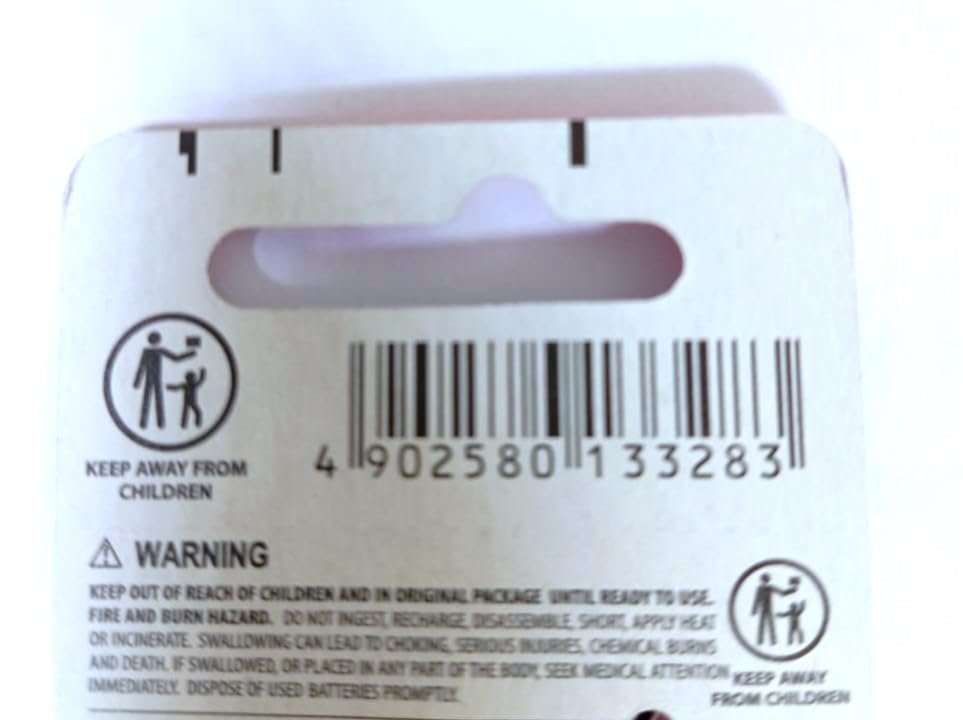 4 902580 133283
KEEP AWAY FROM
CHILDREN
WARNING
KEEP OUT OF REACH OF CHILDREN AND IN ORIGINAL PACKAGE UNTIL READY TO USE.
FIRE AND BURN HAZARD. DO NOT INGEST, RECHARGE, DISASSEMBLE, SHORT, APPLY HEAT
OR INCINERATE. SWALLOWING CAN LEAD TO CHOKING, SERIOUS INJURIES, CHEMICAL BURNS
AND DEATH. IF SWALLOWED, OR PLACED IN ANY PART OF THE BODY, SEEK MEDICAL ATTENTION
IMMEDIATELY. DISPOSE OF USED BATTERIES PROMPTLY.
KEEP AWAY
FROM CHILDREN